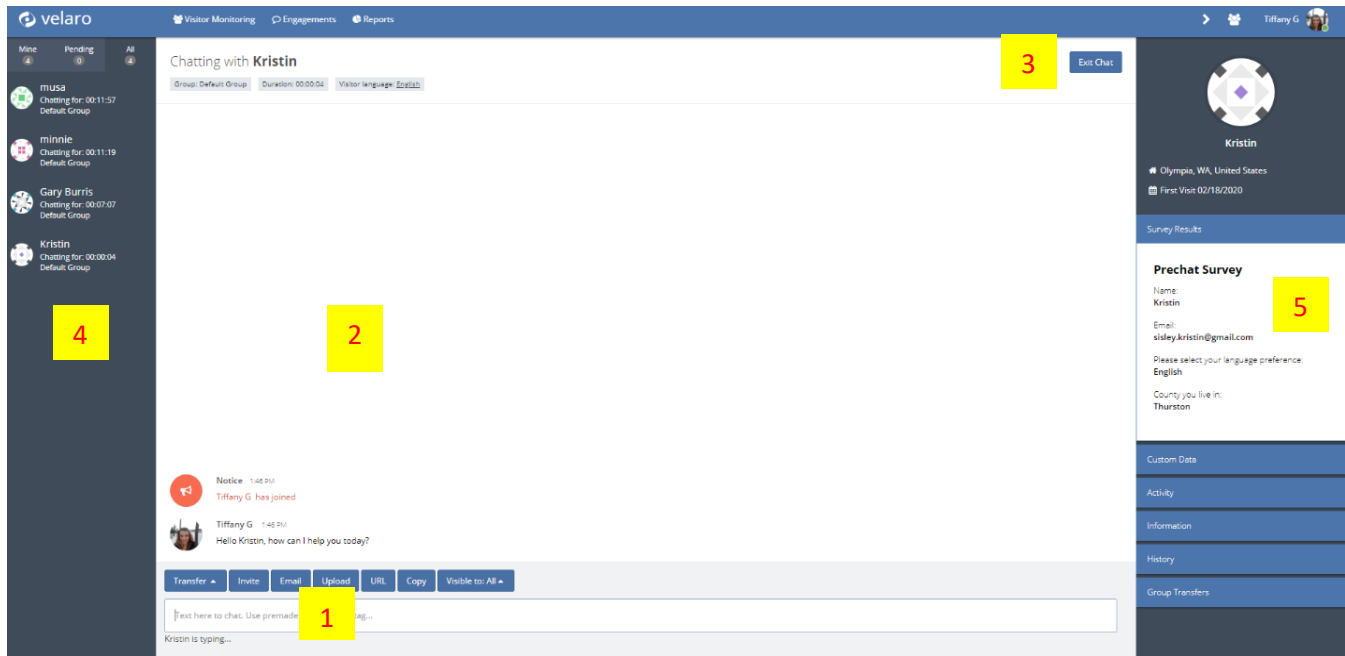 velaro
Visitor Monitoring Engagements Reports
Tiffany G
Mine Pending All
4 0 4
musa
Chatting for: 00:11:57
Default Group
minnie
Chatting for: 00:11:19
Default Group
Gary Burris
Chatting for: 00:07:07
Default Group
Kristin
Chatting for: 00:00:04
Default Group
4
Chatting with Kristin
3
Exit Chat
Group: Default Group Duration: 00:00:04 Visitor language: English
2
Notice 1:46 PM
Tiffany G has joined
Tiffany G 1:46 PM
Hello Kristin, how can I help you today?
Transfer Invite Email Upload URL Copy Visible to: All
Text here to chat. Use premade tag...
1
Kristin is typing...
Kristin
Olympia, WA, United States
First Visit 02/18/2020
Survey Results
Prechat Survey
Name:
Kristin
5
Email:
sisley.kristin@gmail.com
Please select your language preference:
English
County you live in:
Thurston
Custom Data
Activity
Information
History
Group Transfers